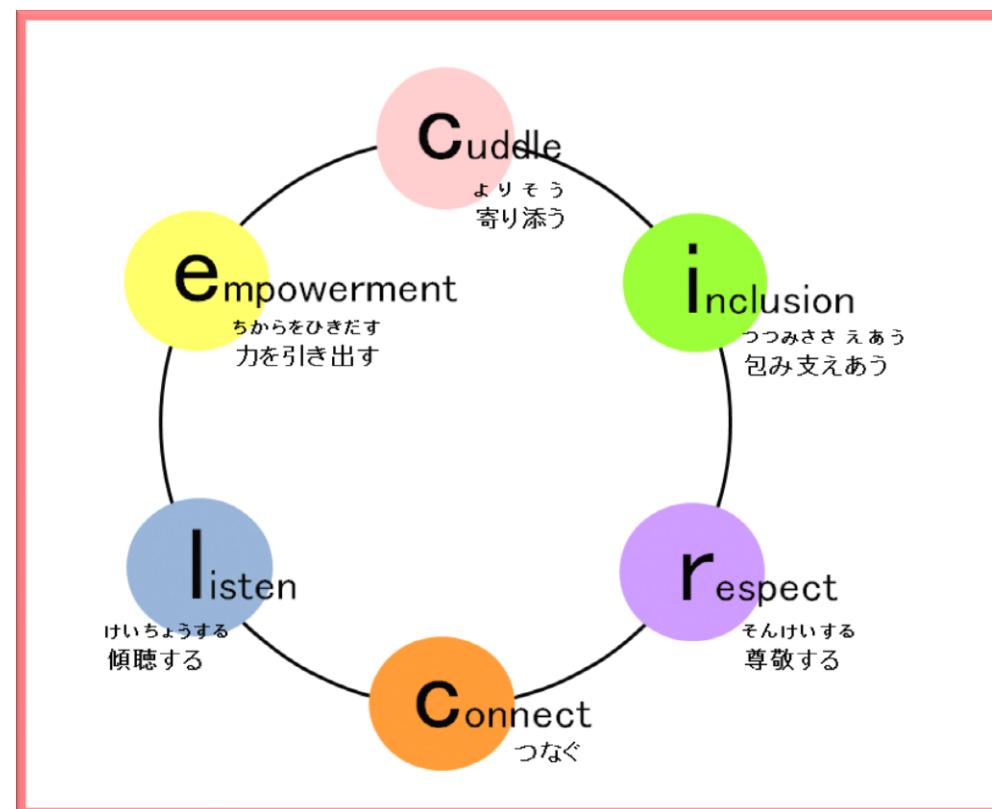 Cuddle
よりそう
寄り添う
inclusion
つつみささえあう
包み支えあう
respect
そんけいする
尊敬する
connect
つなぐ
listen
けいちょうする
傾聴する
empowerment
ちからをひきだす
力を引き出す